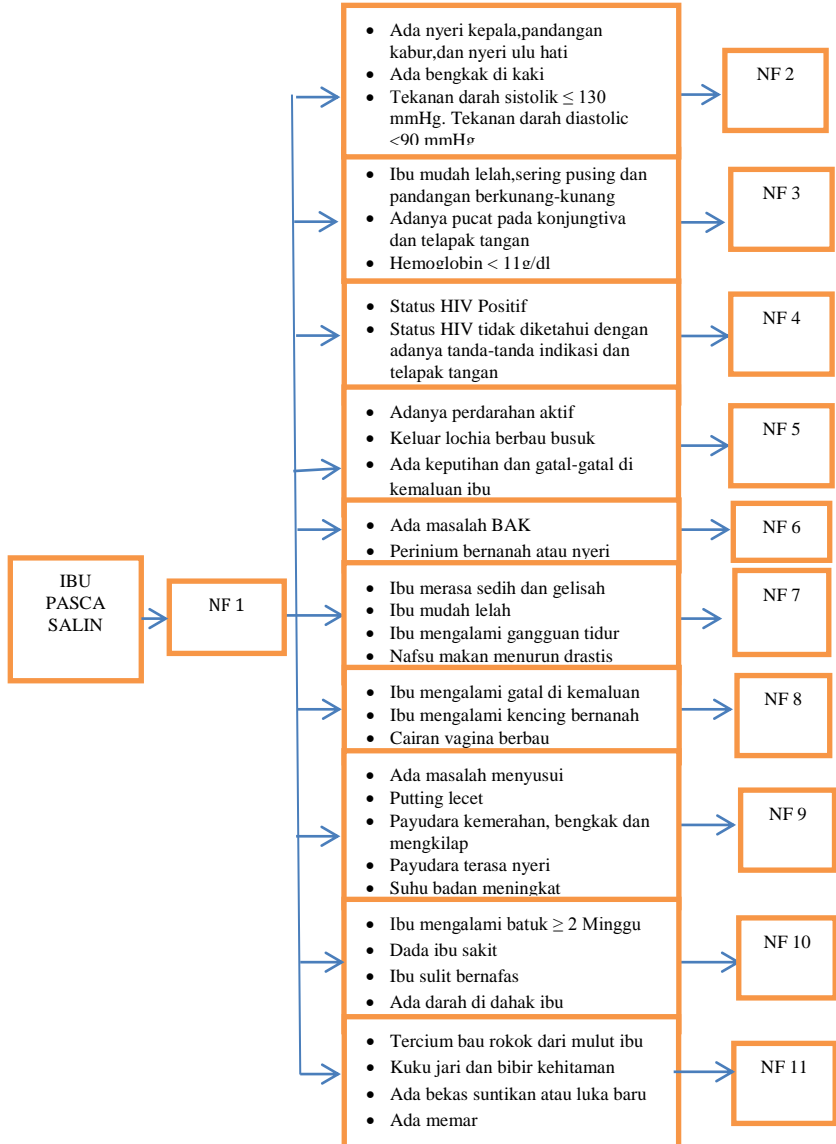 IBU
PASCA
SALIN
NF 1
• Ada nyeri kepala,pandangan
kabur,dan nyeri ulu hati
• Ada bengkak di kaki
• Tekanan darah sistolik ≤ 130
mmHg. Tekanan darah diastolic
<90 mmHg
NF 2
• Ibu mudah lelah,sering pusing dan
pandangan berkunang-kunang
• Adanya pucat pada konjungtiva
dan telapak tangan
• Hemoglobin < 11g/dl
NF 3
• Status HIV Positif
• Status HIV tidak diketahui dengan
adanya tanda-tanda indikasi dan
telapak tangan
NF 4
• Adanya perdarahan aktif
• Keluar lochia berbau busuk
• Ada keputihan dan gatal-gatal di
kemaluan ibu
NF 5
• Ada masalah BAK
• Perinium bernanah atau nyeri
NF 6
• Ibu merasa sedih dan gelisah
• Ibu mudah lelah
• Ibu mengalami gangguan tidur
• Nafsu makan menurun drastis
NF 7
• Ibu mengalami gatal di kemaluan
• Ibu mengalami kencing bernanah
• Cairan vagina berbau
NF 8
• Ada masalah menyusui
• Putting lecet
• Payudara kemerahan, bengkak dan
mengkilap
• Payudara terasa nyeri
• Suhu badan meningkat
NF 9
• Ibu mengalami batuk ≥ 2 Minggu
• Dada ibu sakit
• Ibu sulit bernafas
• Ada darah di dahak ibu
NF 10
• Tercium bau rokok dari mulut ibu
• Kuku jari dan bibir kehitaman
• Ada bekas suntikan atau luka baru
• Ada memar
NF 11